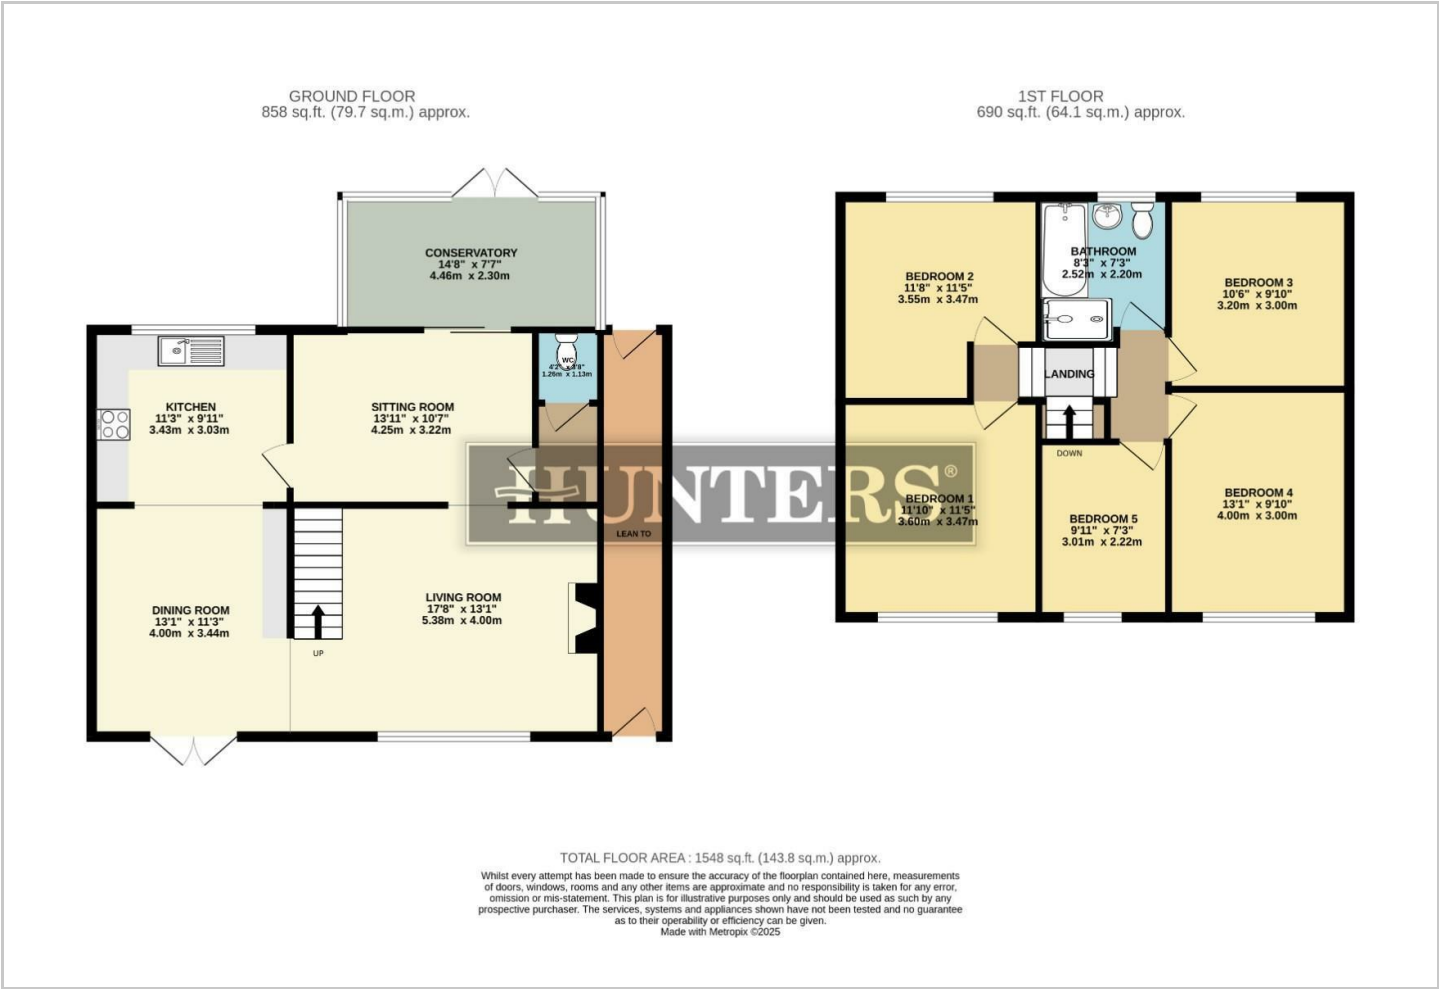 GROUND FLOOR
858 sq.ft. (79.7 sq.m.) approx.
1ST FLOOR
690 sq.ft. (64.1 sq.m.) approx.
CONSERVATORY
14'8" x 7'7"
4.46m x 2.30m
KITCHEN
11'3" x 9'11"
3.43m x 3.03m
SITTING ROOM
13'11" x 10'7"
4.25m x 3.22m
WC
4'2" x 3'8"
1.26m x 1.13m
DINING ROOM
13'1" x 11'3"
4.00m x 3.44m
UP
LIVING ROOM
17'8" x 13'1"
5.38m x 4.00m
LEAN TO
HUNTERS®
BEDROOM 2
11'8" x 11'5"
3.55m x 3.47m
BATHROOM
8'3" x 7'3"
2.52m x 2.20m
BEDROOM 3
10'6" x 9'10"
3.20m x 3.00m
LANDING
DOWN
BEDROOM 1
11'10" x 11'5"
3.60m x 3.47m
BEDROOM 5
9'11" x 7'3"
3.01m x 2.22m
BEDROOM 4
13'1" x 9'10"
4.00m x 3.00m
TOTAL FLOOR AREA : 1548 sq.ft. (143.8 sq.m.) approx.
Whilst every attempt has been made to ensure the accuracy of the floorplan contained here, measurements
of doors, windows, rooms and any other items are approximate and no responsibility is taken for any error,
omission or mis-statement. This plan is for illustrative purposes only and should be used as such by any
prospective purchaser. The services, systems and appliances shown have not been tested and no guarantee
as to their operability or efficiency can be given.
Made with Metropix ©2025